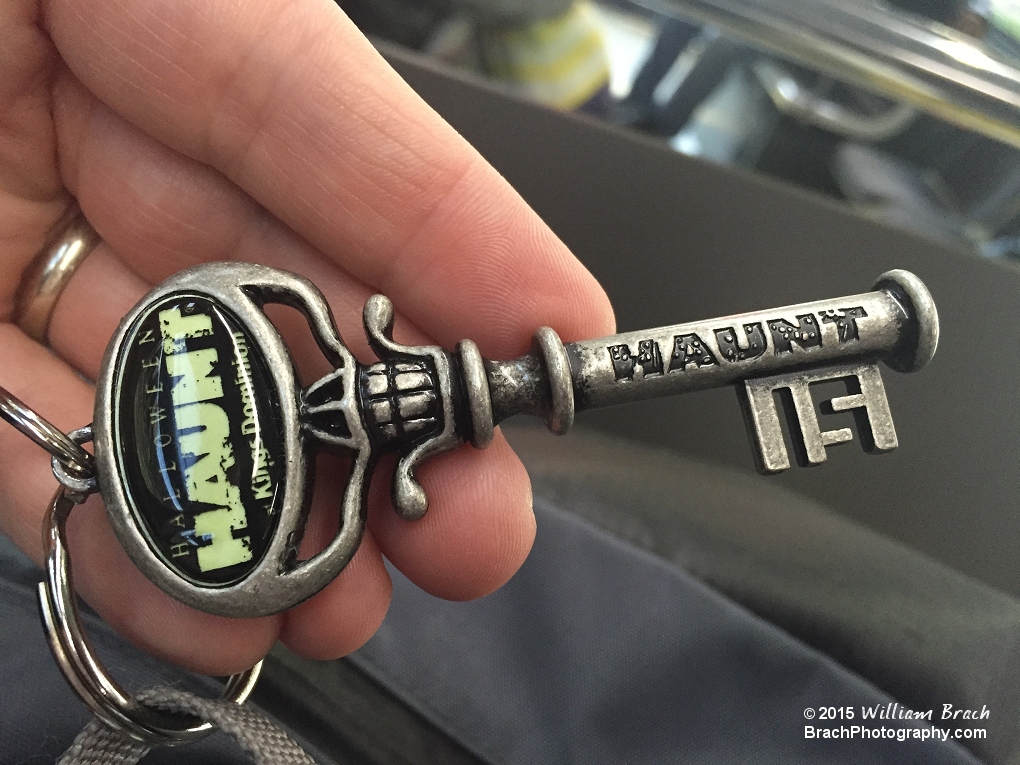 HALLOWEEN
HAUNT
Kings Dominion
HAUNT
© 2015 William Brach
BrachPhotography.com